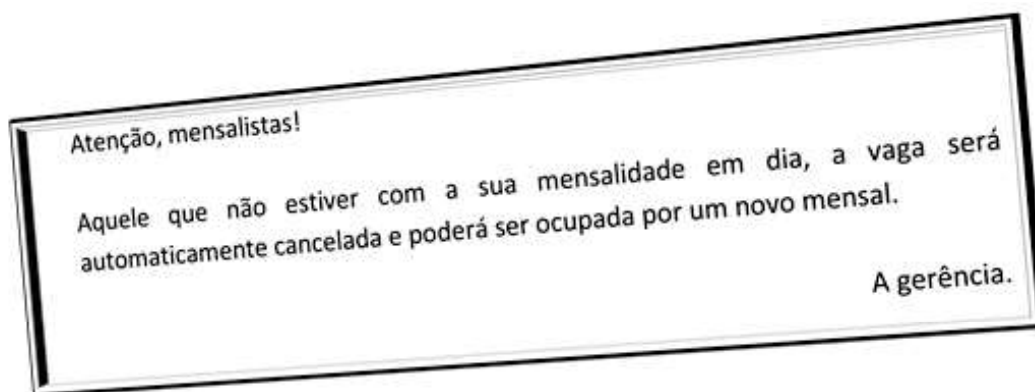 Atenção, mensalistas!
Aquele que não estiver com a sua mensalidade em dia, a vaga será
automaticamente cancelada e poderá ser ocupada por um novo mensal.
A gerência.